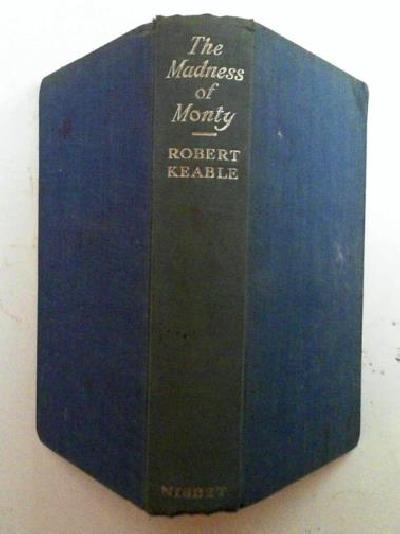 The
Madness
of
Monty
ROBERT
KEABLE
NISBET